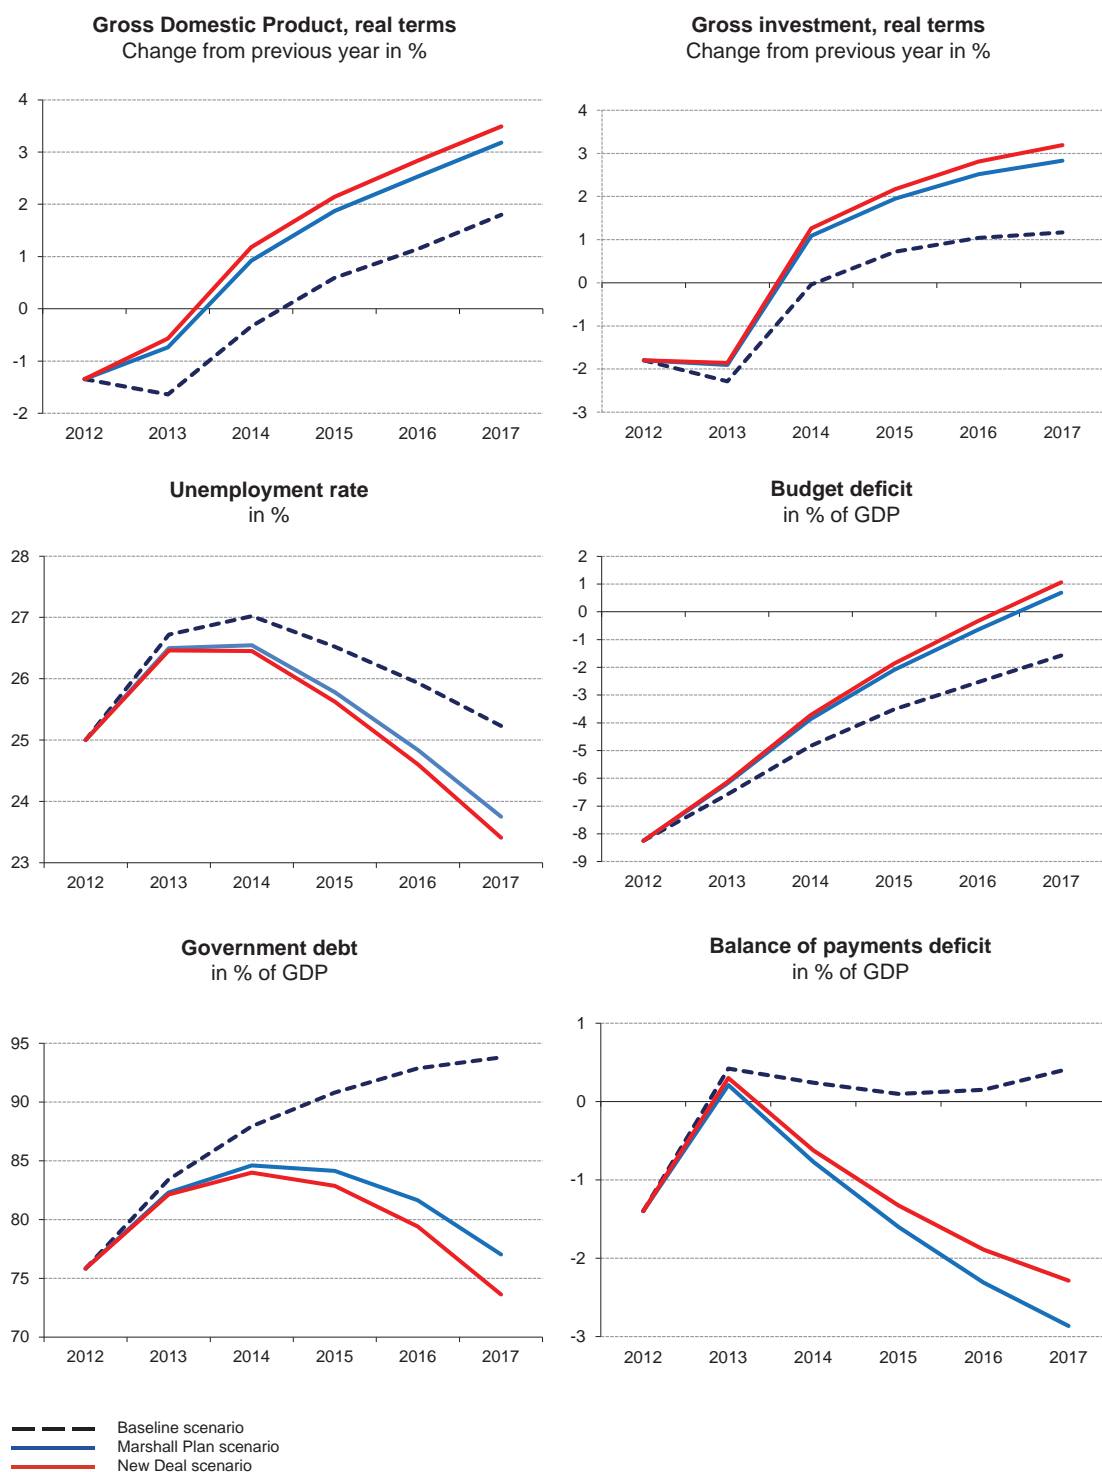 Gross Domestic Product, real terms
Change from previous year in %
4
3
2
1
0
-1
-2
2012 2013 2014 2015 2016 2017
Gross investment, real terms
Change from previous year in %
4
3
2
1
0
-1
-2
-3
2012 2013 2014 2015 2016 2017
Unemployment rate
in %
28
27
26
25
24
23
2012 2013 2014 2015 2016 2017
Budget deficit
in % of GDP
2
1
0
-1
-2
-3
-4
-5
-6
-7
-8
-9
2012 2013 2014 2015 2016 2017
Government debt
in % of GDP
95
90
85
80
75
70
2012 2013 2014 2015 2016 2017
Balance of payments deficit
in % of GDP
1
0
-1
-2
-3
2012 2013 2014 2015 2016 2017
Baseline scenario
Marshall Plan scenario
New Deal scenario